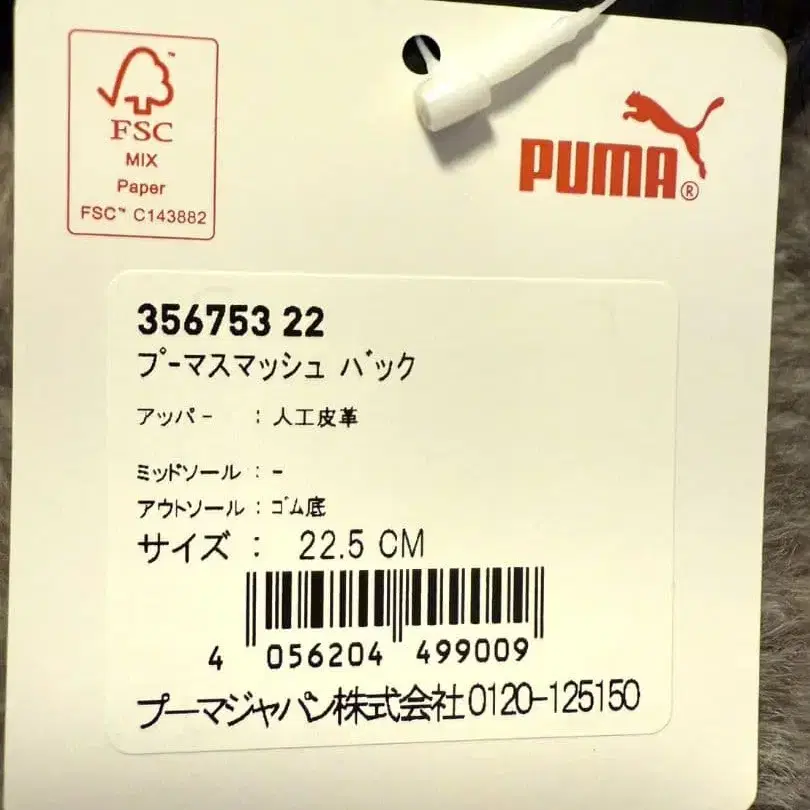 FSC
MIX
Paper
FSC™ C143882
PUMA®
356753 22
プーマスマッシュ バック
アッパー : 人工皮革
ミッドソール : -
アウトソール : ゴム底
サイズ : 22.5 CM
4 056204 499009
プーマジャパン株式会社0120-125150